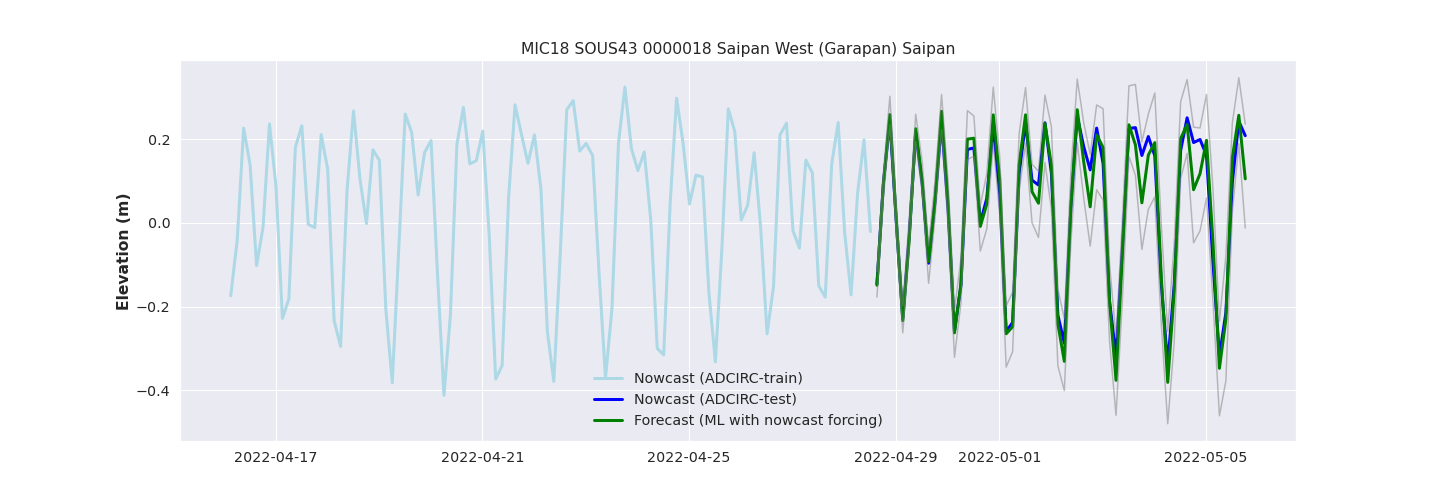 MIC18 SOUS43 0000018 Saipan West (Garapan) Saipan
Elevation (m)
0.2
0.0
−0.2
−0.4
Nowcast (ADCIRC-train)
Nowcast (ADCIRC-test)
Forecast (ML with nowcast forcing)
2022-04-17 2022-04-21 2022-04-25 2022-04-29 2022-05-01 2022-05-05